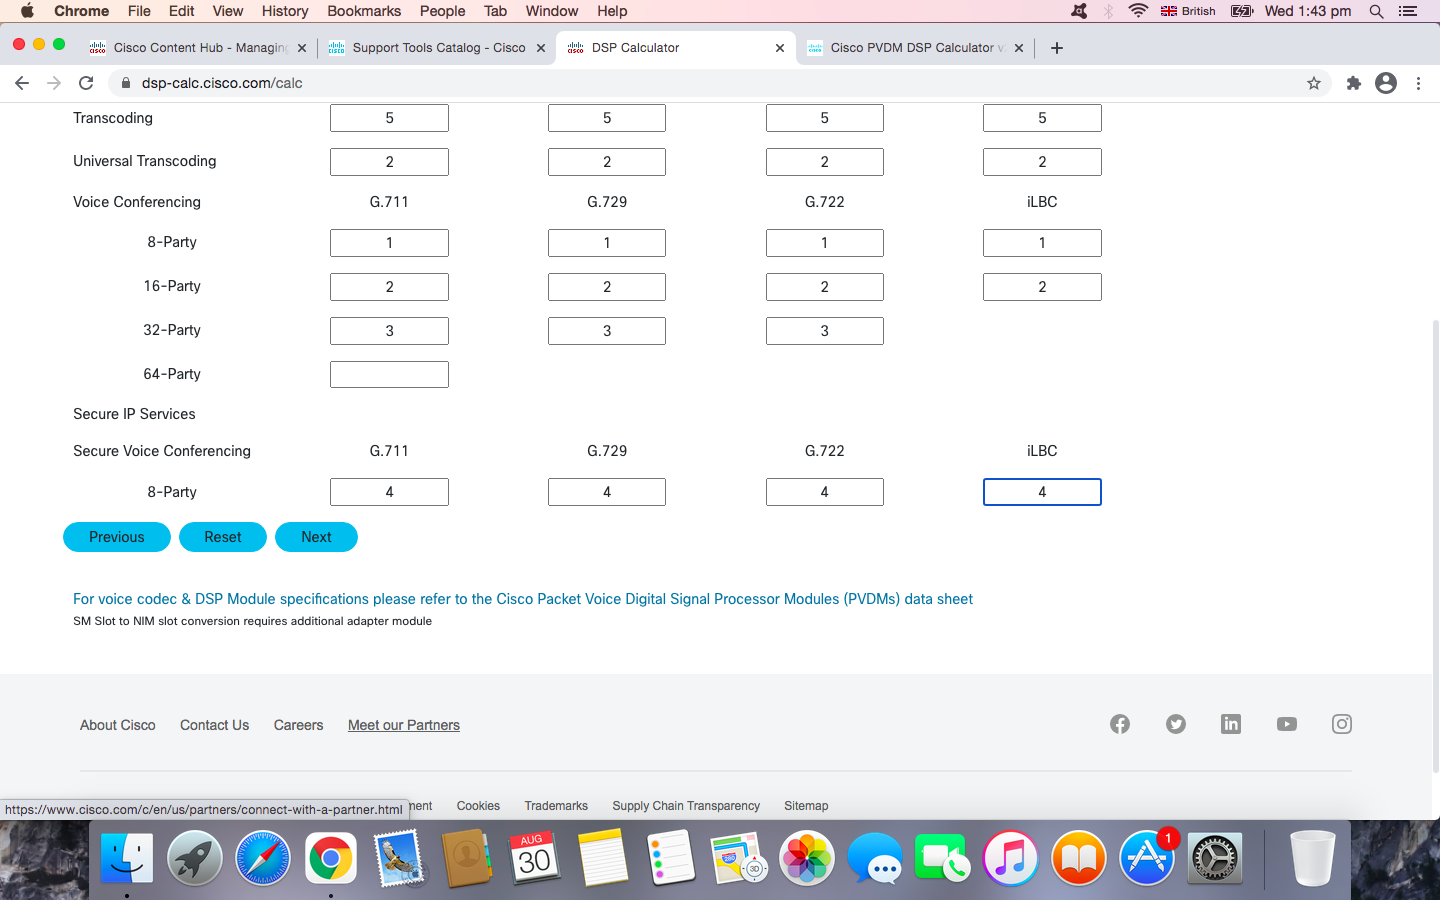 Chrome File Edit View History Bookmarks People Tab Window Help British Wed 1:43 pm
Cisco Content Hub - Managing Support Tools Catalog - Cisco DSP Calculator Cisco PVDM DSP Calculator v
dsp-calc.cisco.com/calc
Transcoding 5 5 5 5
Universal Transcoding 2 2 2 2
Voice Conferencing G.711 G.729 G.722 iLBC
8-Party 1 1 1 1
16-Party 2 2 2 2
32-Party 3 3 3
64-Party
Secure IP Services
Secure Voice Conferencing G.711 G.729 G.722 iLBC
8-Party 4 4 4 4
Previous Reset Next
For voice codec & DSP Module specifications please refer to the Cisco Packet Voice Digital Signal Processor Modules (PVDMs) data sheet
SM Slot to NIM slot conversion requires additional adapter module
About Cisco Contact Us Careers Meet our Partners
https://www.cisco.com/c/en/us/partners/connect-with-a-partner.html Cookies Trademarks Supply Chain Transparency Sitemap
AUG
30
280
3D
1